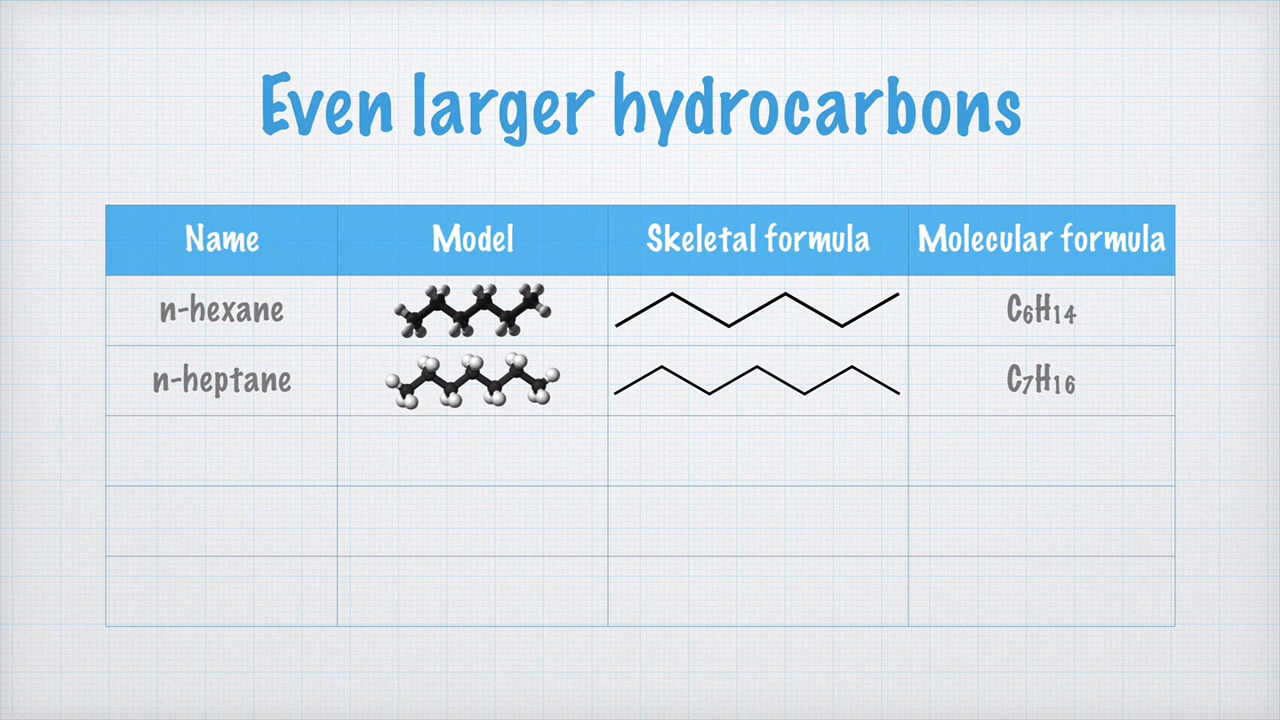 Even larger hydrocarbons
Name Model Skeletal formula Molecular formula
n-hexane C₆H₁₄
n-heptane C₇H₁₆